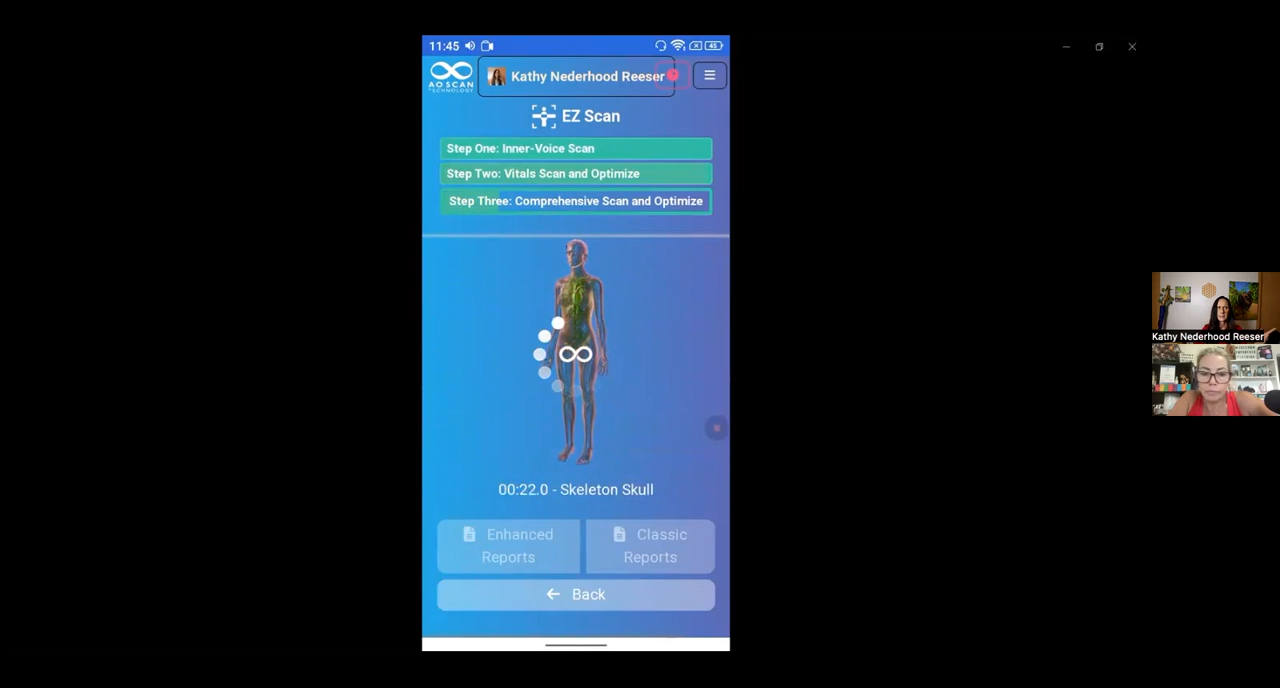 11:45
45
AO SCAN
TECHNOLOGY
Kathy Nederhood Reeser
EZ Scan
Step One: Inner-Voice Scan
Step Two: Vitals Scan and Optimize
Step Three: Comprehensive Scan and Optimize
00:22.0 - Skeleton Skull
Enhanced
Reports
Classic
Reports
Back
Kathy Nederhood Reeser